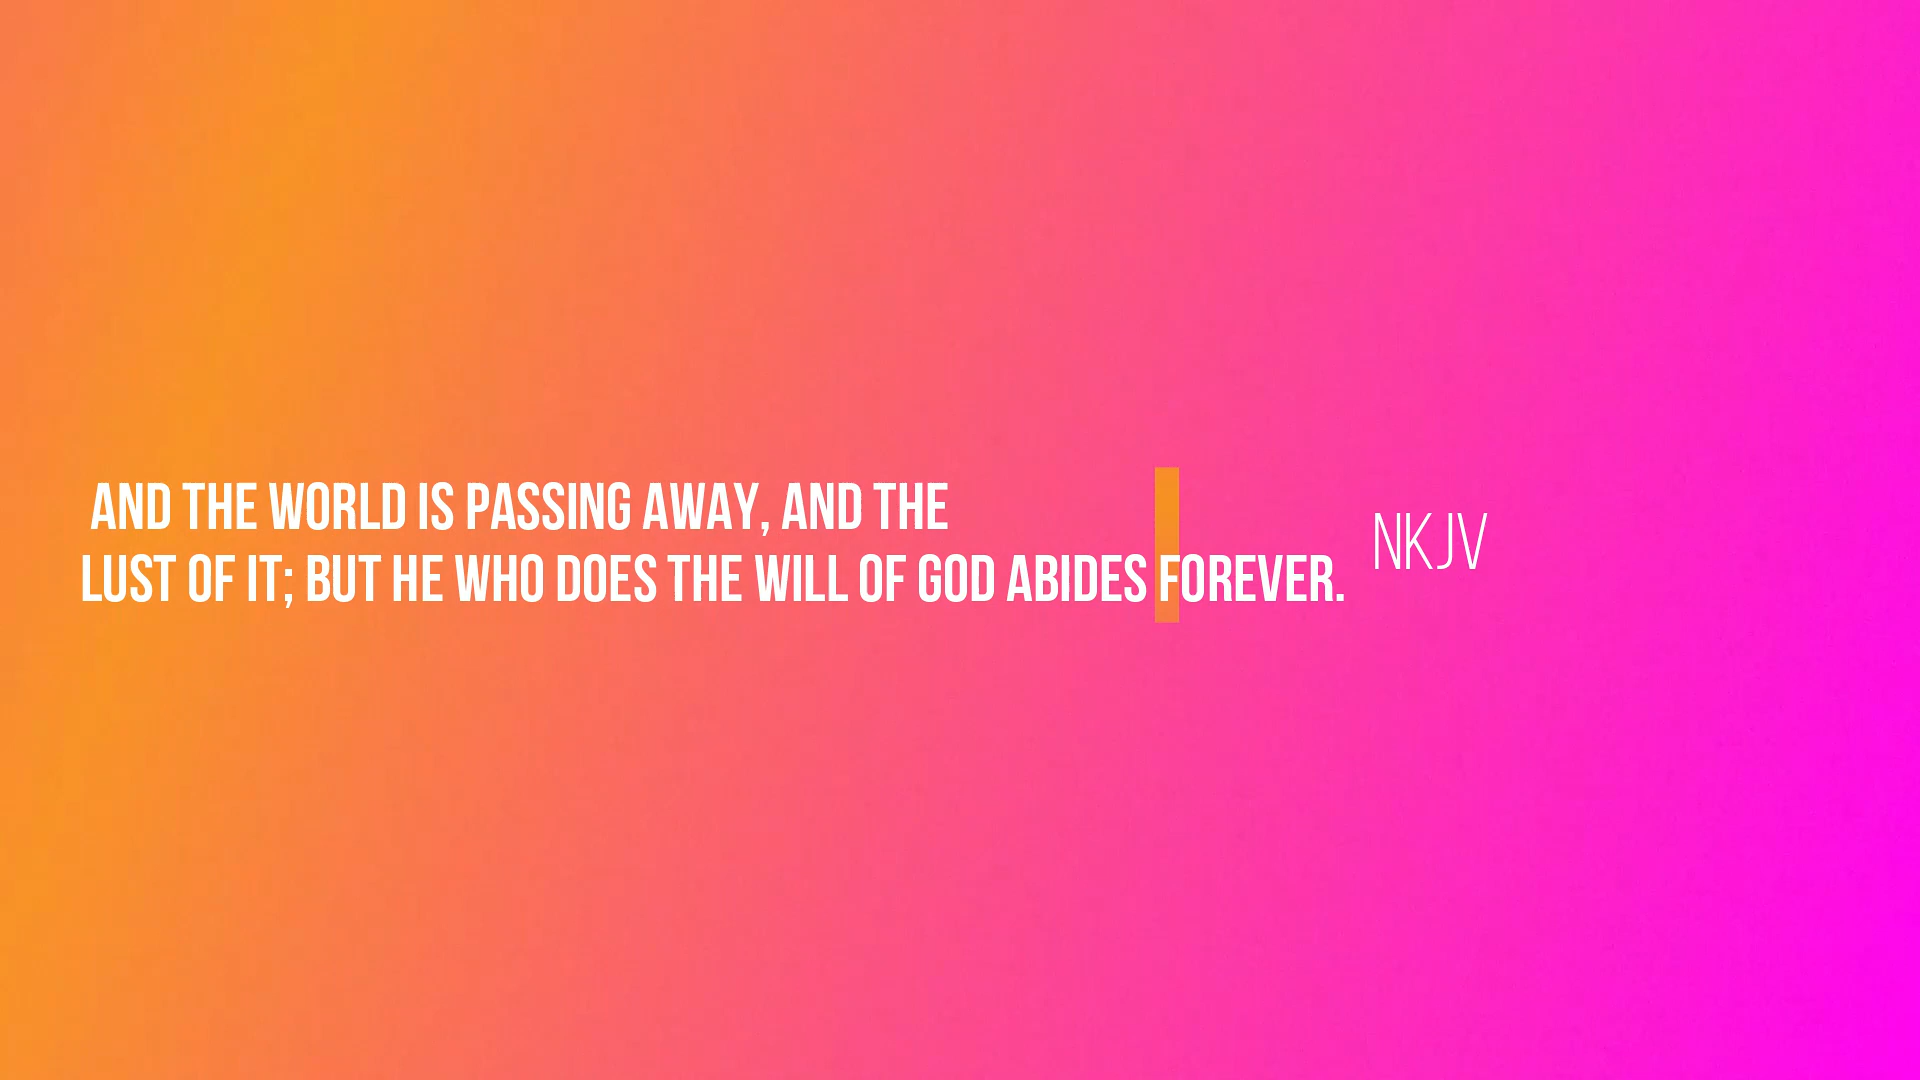 AND THE WORLD IS PASSING AWAY, AND THE
LUST OF IT; BUT HE WHO DOES THE WILL OF GOD ABIDES FOREVER.
NKJV